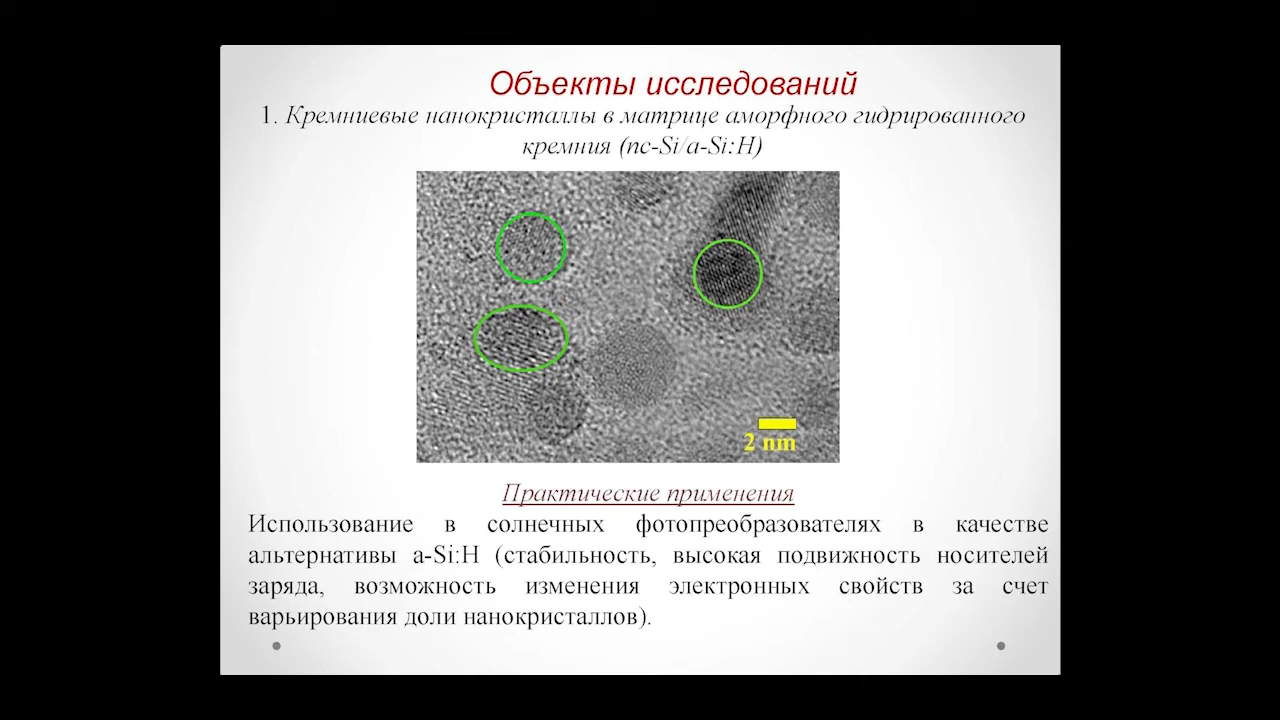 Объекты исследований
1. Кремниевые нанокристаллы в матрице аморфного гидрированного
кремния (nc-Si/a-Si:H)
2 nm
Практические применения
Использование в солнечных фотопреобразователях в качестве
альтернативы a-Si:H (стабильность, высокая подвижность носителей
заряда, возможность изменения электронных свойств за счет
варьирования доли нанокристаллов).